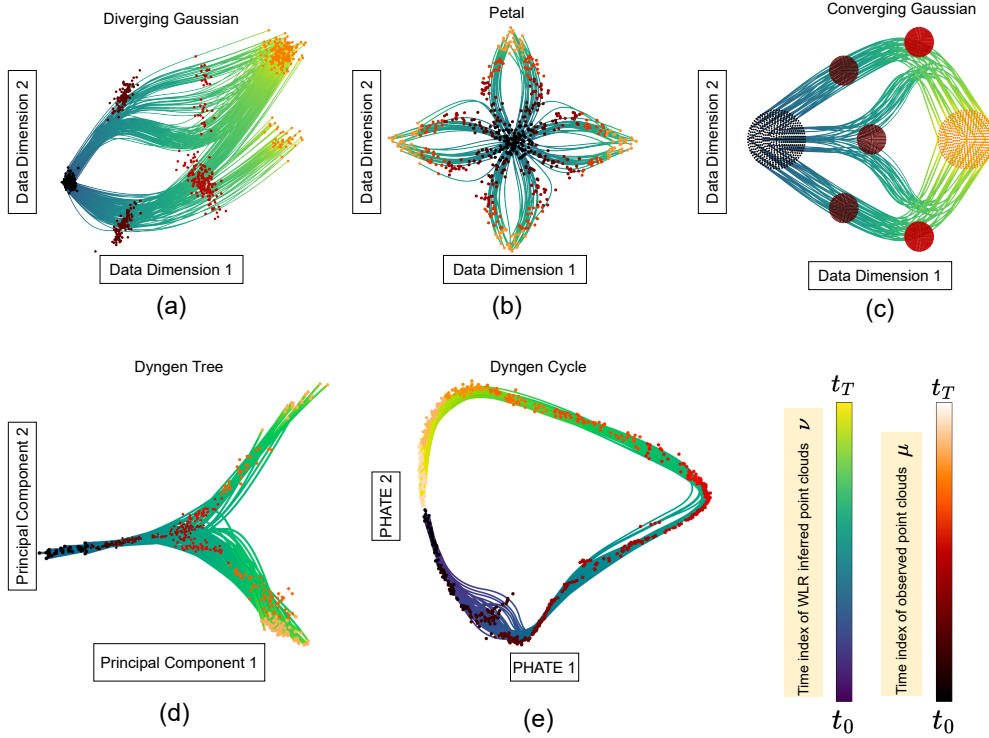 Diverging Gaussian
Data Dimension 2
Data Dimension 1
(a)
Petal
Data Dimension 2
Data Dimension 1
(b)
Converging Gaussian
Data Dimension 2
Data Dimension 1
(c)
Dyngen Tree
Principal Component 2
Principal Component 1
(d)
Dyngen Cycle
PHATE 2
PHATE 1
(e)
t_T
Time index of WLR inferred point clouds ν
t_0
t_T
Time index of observed point clouds μ
t_0